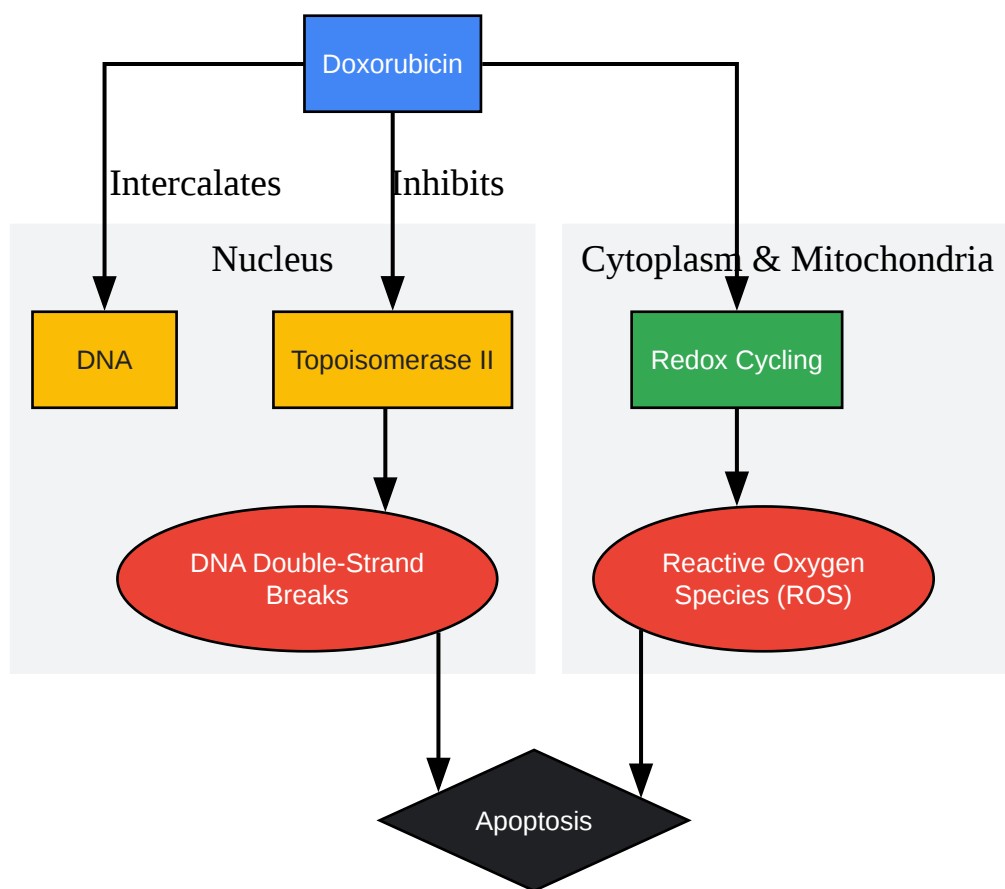 Doxorubicin
Intercalates
Inhibits
Nucleus
Cytoplasm & Mitochondria
DNA
Topoisomerase II
Redox Cycling
DNA Double-Strand
Breaks
Reactive Oxygen
Species (ROS)
Apoptosis